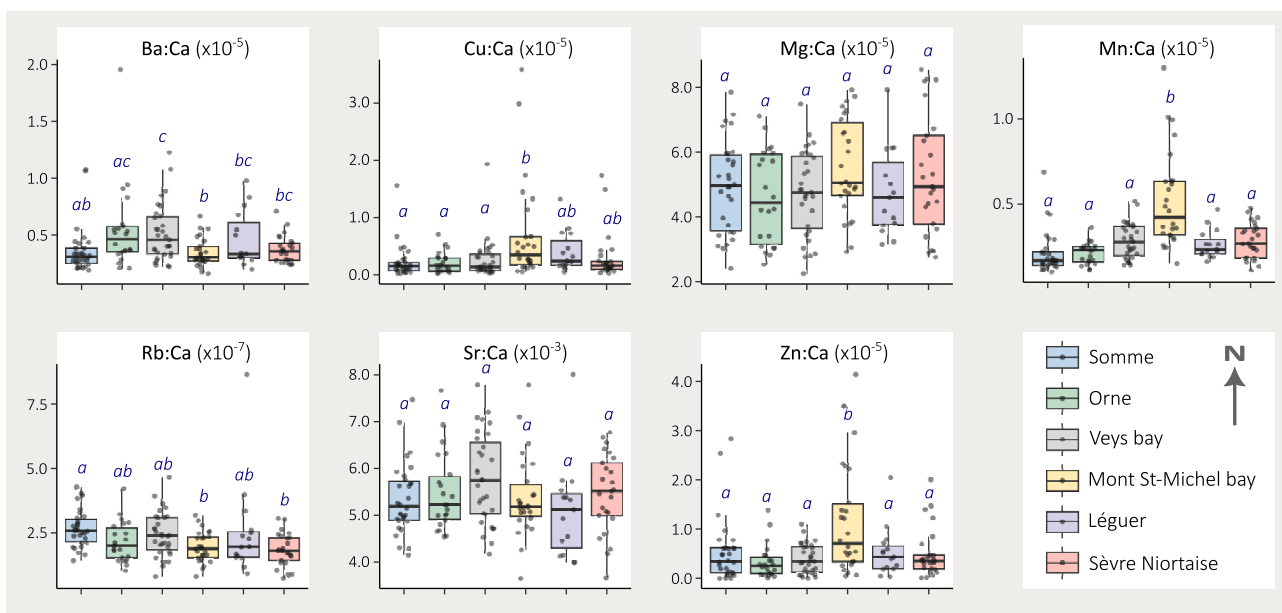 Ba:Ca (x10⁻⁵)
2.0
1.5
1.0
0.5
ab
ac
c
b
bc
bc
Cu:Ca (x10⁻⁵)
3.0
2.0
1.0
0.0
a
a
a
b
ab
ab
Mg:Ca (x10⁻⁵)
8.0
6.0
4.0
2.0
a
a
a
a
a
a
Mn:Ca (x10⁻⁵)
1.0
0.5
a
a
a
b
a
a
Rb:Ca (x10⁻⁷)
7.5
5.0
2.5
a
ab
ab
b
ab
b
Sr:Ca (x10⁻³)
8.0
7.0
6.0
5.0
4.0
a
a
a
a
a
a
Zn:Ca (x10⁻⁵)
4.0
3.0
2.0
1.0
0.0
a
a
a
b
a
a
N
Somme
Orne
Veys bay
Mont St-Michel bay
Léguer
Sèvre Niortaise